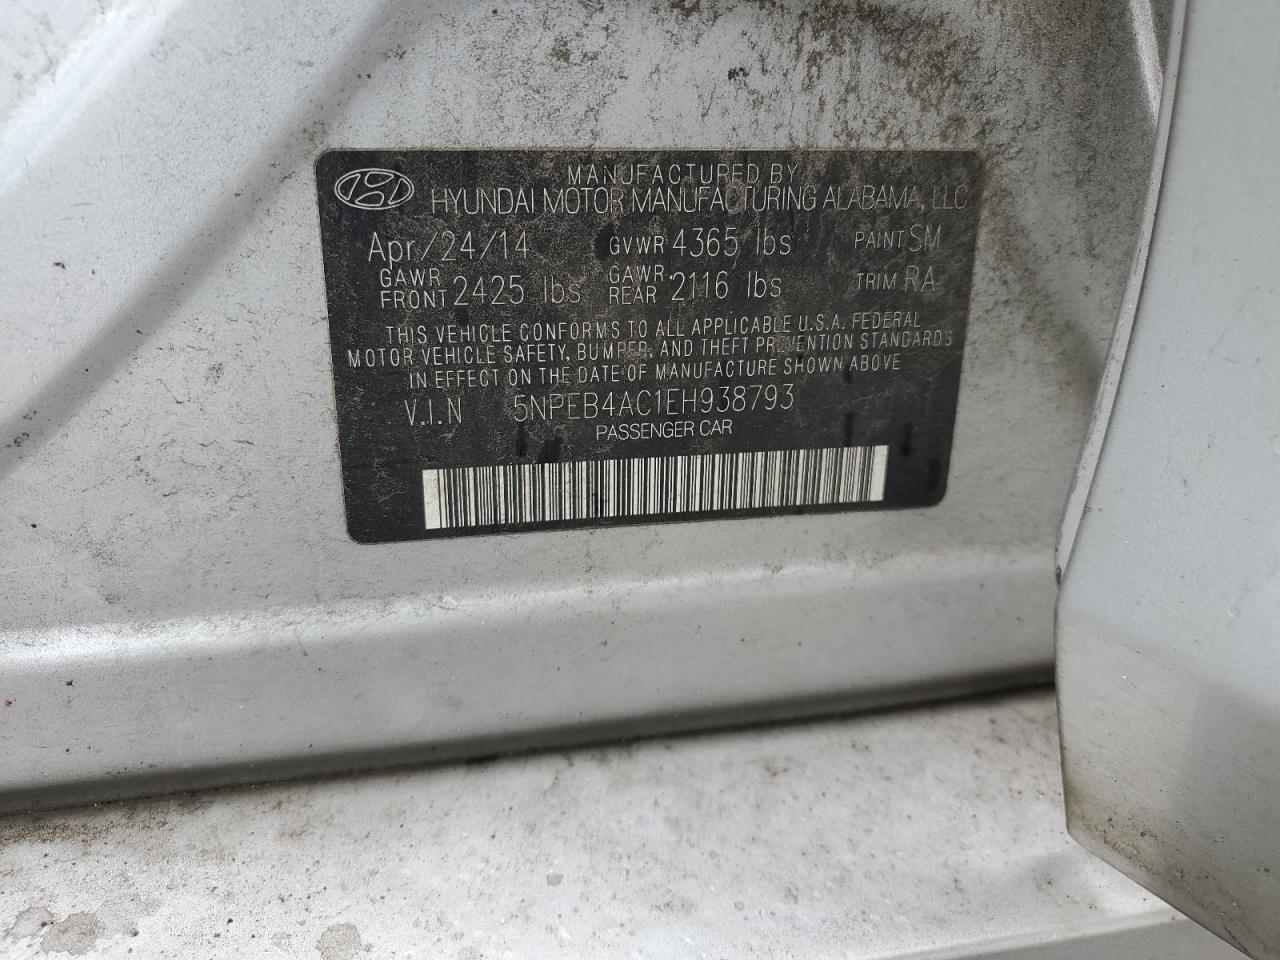 MANUFACTURED BY
HYUNDAI MOTOR MANUFACTURING ALABAMA, LLC
Apr/24/14 GVWR 4365 lbs PAINT SM
GAWR FRONT 2425 lbs GAWR REAR 2116 lbs TRIM RA
THIS VEHICLE CONFORMS TO ALL APPLICABLE U.S.A. FEDERAL
MOTOR VEHICLE SAFETY, BUMPER, AND THEFT PREVENTION STANDARDS
IN EFFECT ON THE DATE OF MANUFACTURE SHOWN ABOVE
V.I.N 5NPEB4AC1EH938793
PASSENGER CAR